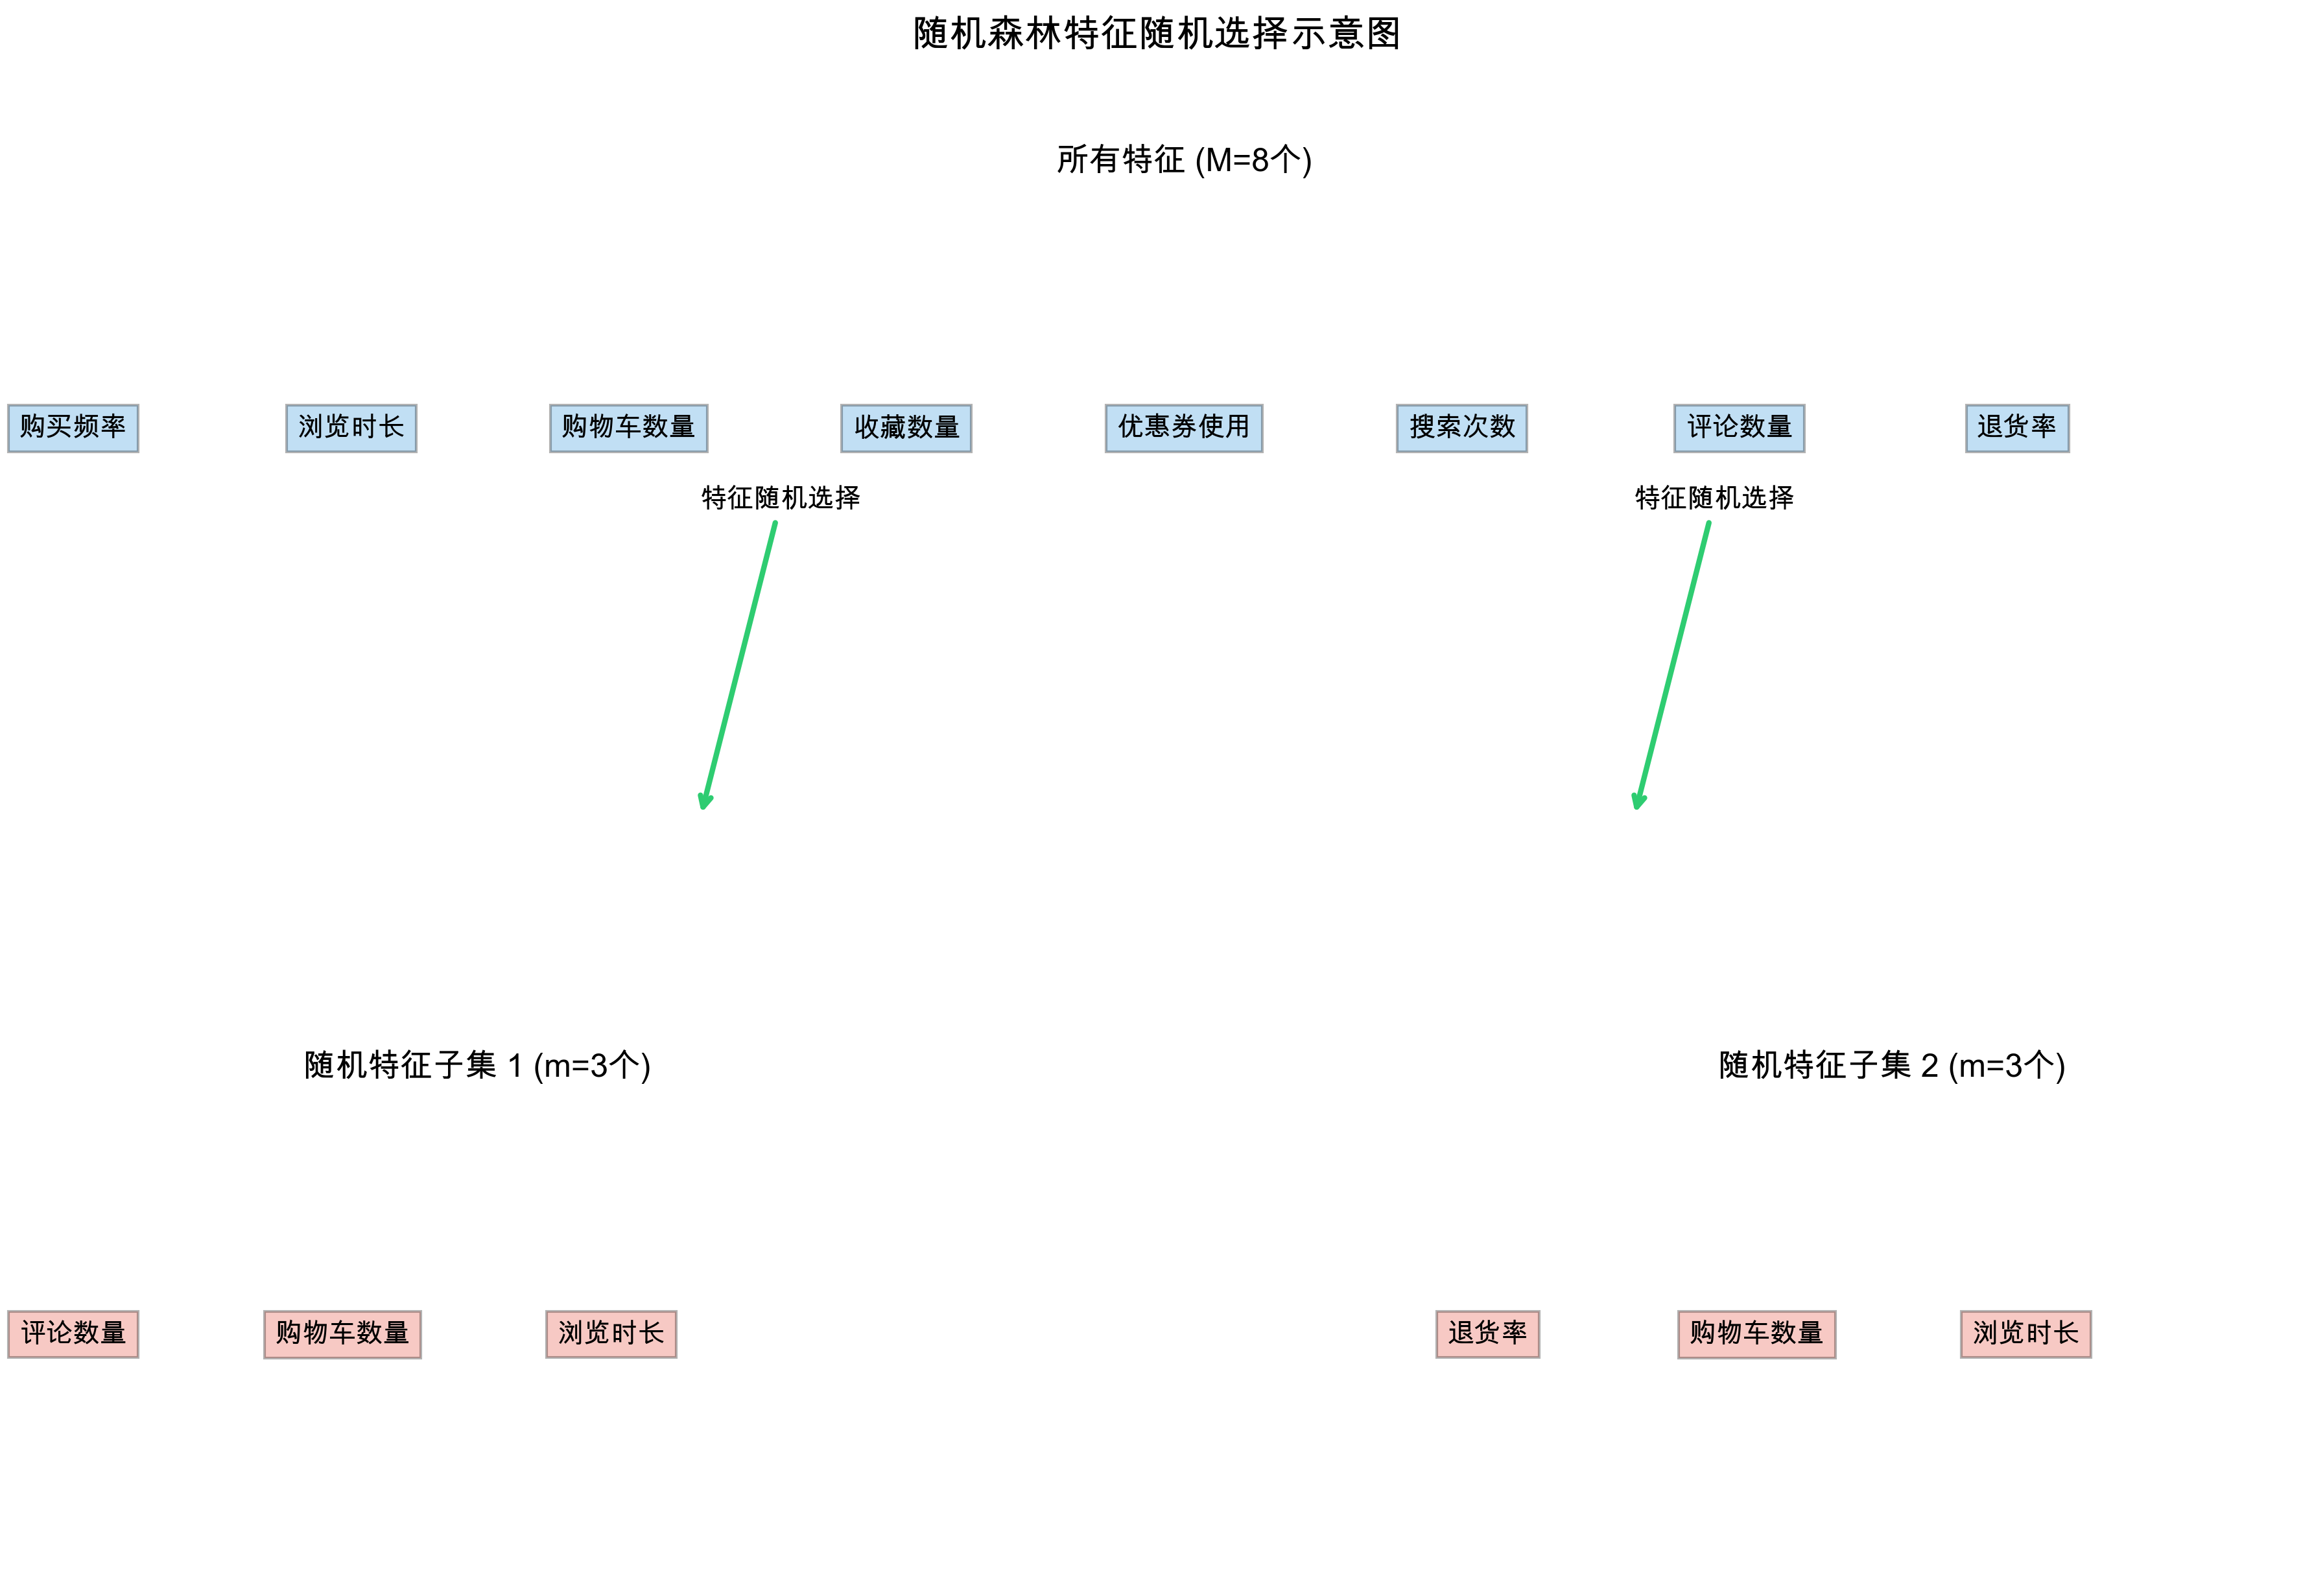 随机森林特征随机选择示意图
所有特征 (M=8个)
购买频率 浏览时长 购物车数量 收藏数量 优惠券使用 搜索次数 评论数量 退货率
特征随机选择 特征随机选择
随机特征子集 1 (m=3个) 随机特征子集 2 (m=3个)
评论数量 购物车数量 浏览时长 退货率 购物车数量 浏览时长